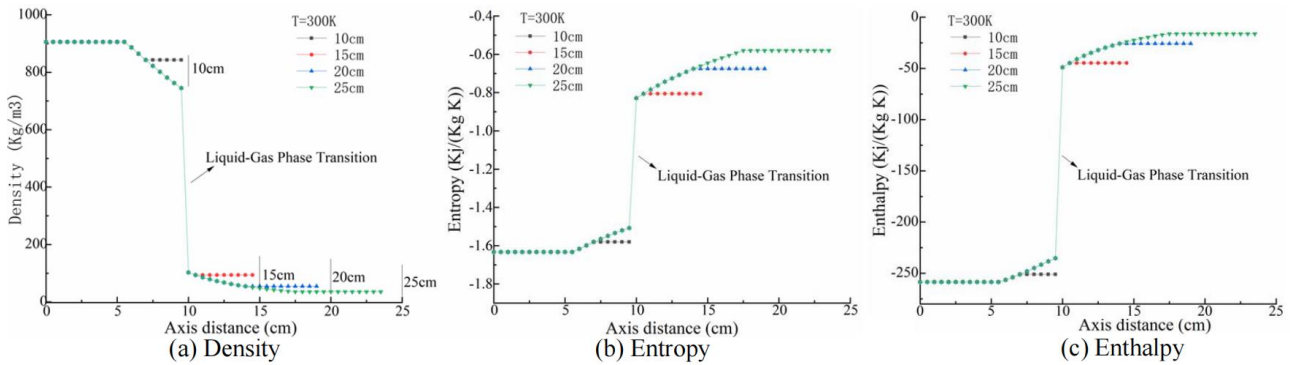 1000
800
600
400
200
0
Density (Kg/m3)
T=300K
10cm
15cm
20cm
25cm
10cm
Liquid-Gas Phase Transition
15cm
20cm
25cm
0 5 10 15 20 25
Axis distance (cm)
(a) Density
-0.4
-0.6
-0.8
-1.0
-1.2
-1.4
-1.6
-1.8
Entropy (Kj/(Kg K))
T=300K
10cm
15cm
20cm
25cm
Liquid-Gas Phase Transition
0 5 10 15 20 25
Axis distance (cm)
(b) Entropy
0
-50
-100
-150
-200
-250
Enthalpy (Kj/(Kg K))
T=300K
10cm
15cm
20cm
25cm
Liquid-Gas Phase Transition
0 5 10 15 20 25
Axis distance (cm)
(c) Enthalpy